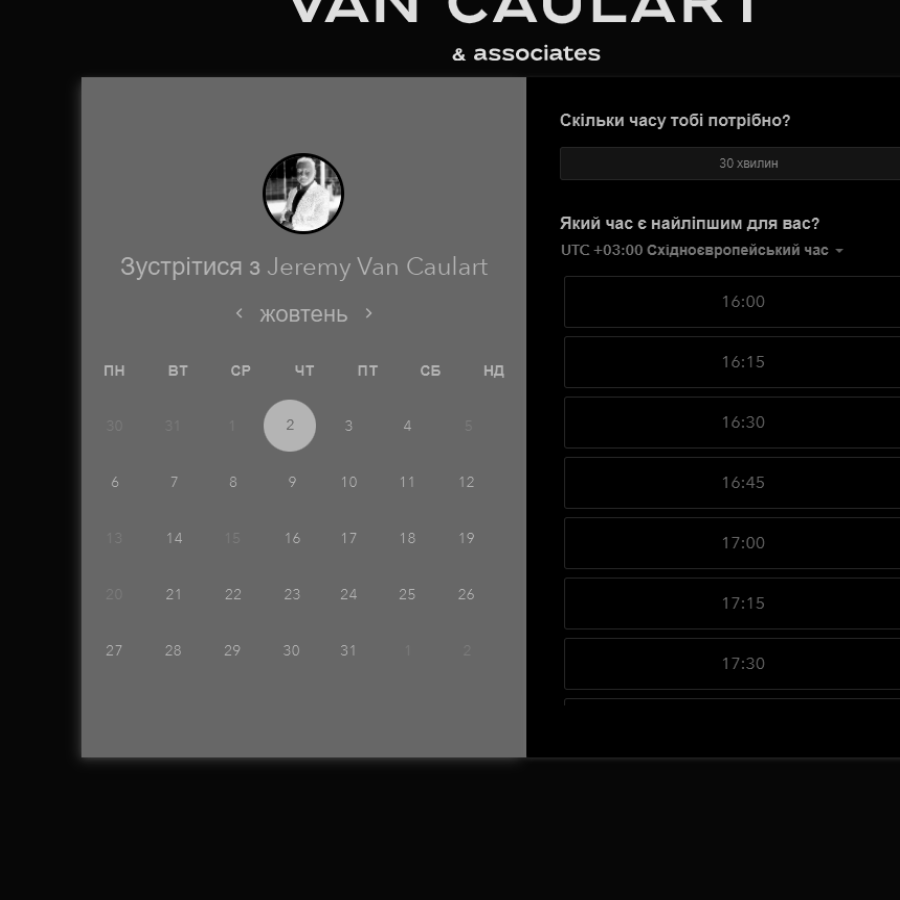 VAN CAULART
& associates
Зустрітися з Jeremy Van Caulart
жовтень
ПН ВТ СР ЧТ ПТ СБ НД
30 31 1 2 3 4 5
6 7 8 9 10 11 12
13 14 15 16 17 18 19
20 21 22 23 24 25 26
27 28 29 30 31 1 2
Скільки часу тобі потрібно?
30 хвилин
Який час є найліпшим для вас?
UTC +03:00 Східноєвропейський час
16:00
16:15
16:30
16:45
17:00
17:15
17:30